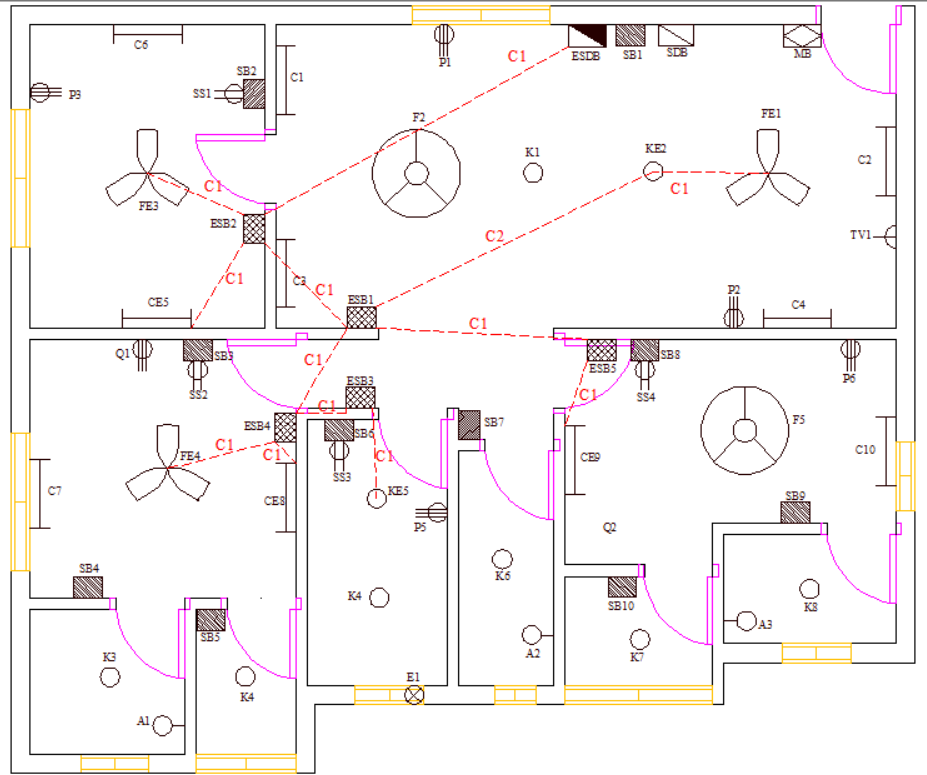 C6
P1
C1
ESDB
SB1
SDB
MB
SB2
C1
SS1
P3
F2
FE1
K1
KE2
C2
C1
C1
FE3
ESB2
C2
TV1
C1
C3
C1
P2
CE5
ESB1
C4
C1
Q1
SB3
C1
ESB5
SB8
P6
SS2
ESB3
SS4
C1
C1
ESB4
SB6
SB7
F5
C1
FE4
C1
C1
SS3
CE9
C10
C7
CE8
KE5
P5
SB9
Q2
K6
SB4
K4
SB10
K8
SB5
A2
K7
A3
K3
E1
K4
A1